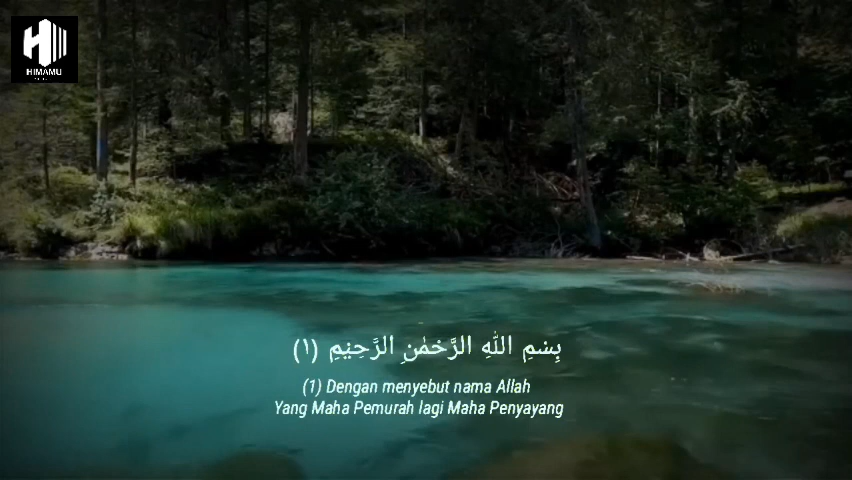 HIMAMU
بِسْمِ اللّٰهِ الرَّحْمٰنِ الرَّحِيْمِ (١)
(1) Dengan menyebut nama Allah
Yang Maha Pemurah lagi Maha Penyayang